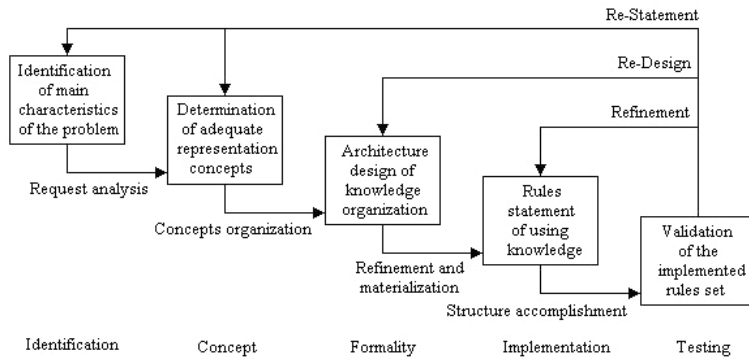 Re-Statement
Identification
of main
characteristics
of the problem
Re-Design
Determination
of adequate
representation
concepts
Refinement
Request analysis
Architecture
design of
knowledge
organization
Concepts organization
Rules
statement
of using
knowledge
Refinement and
materialization
Validation
of the
implemented
rules set
Structure accomplishment
Identification
Concept
Formality
Implementation
Testing